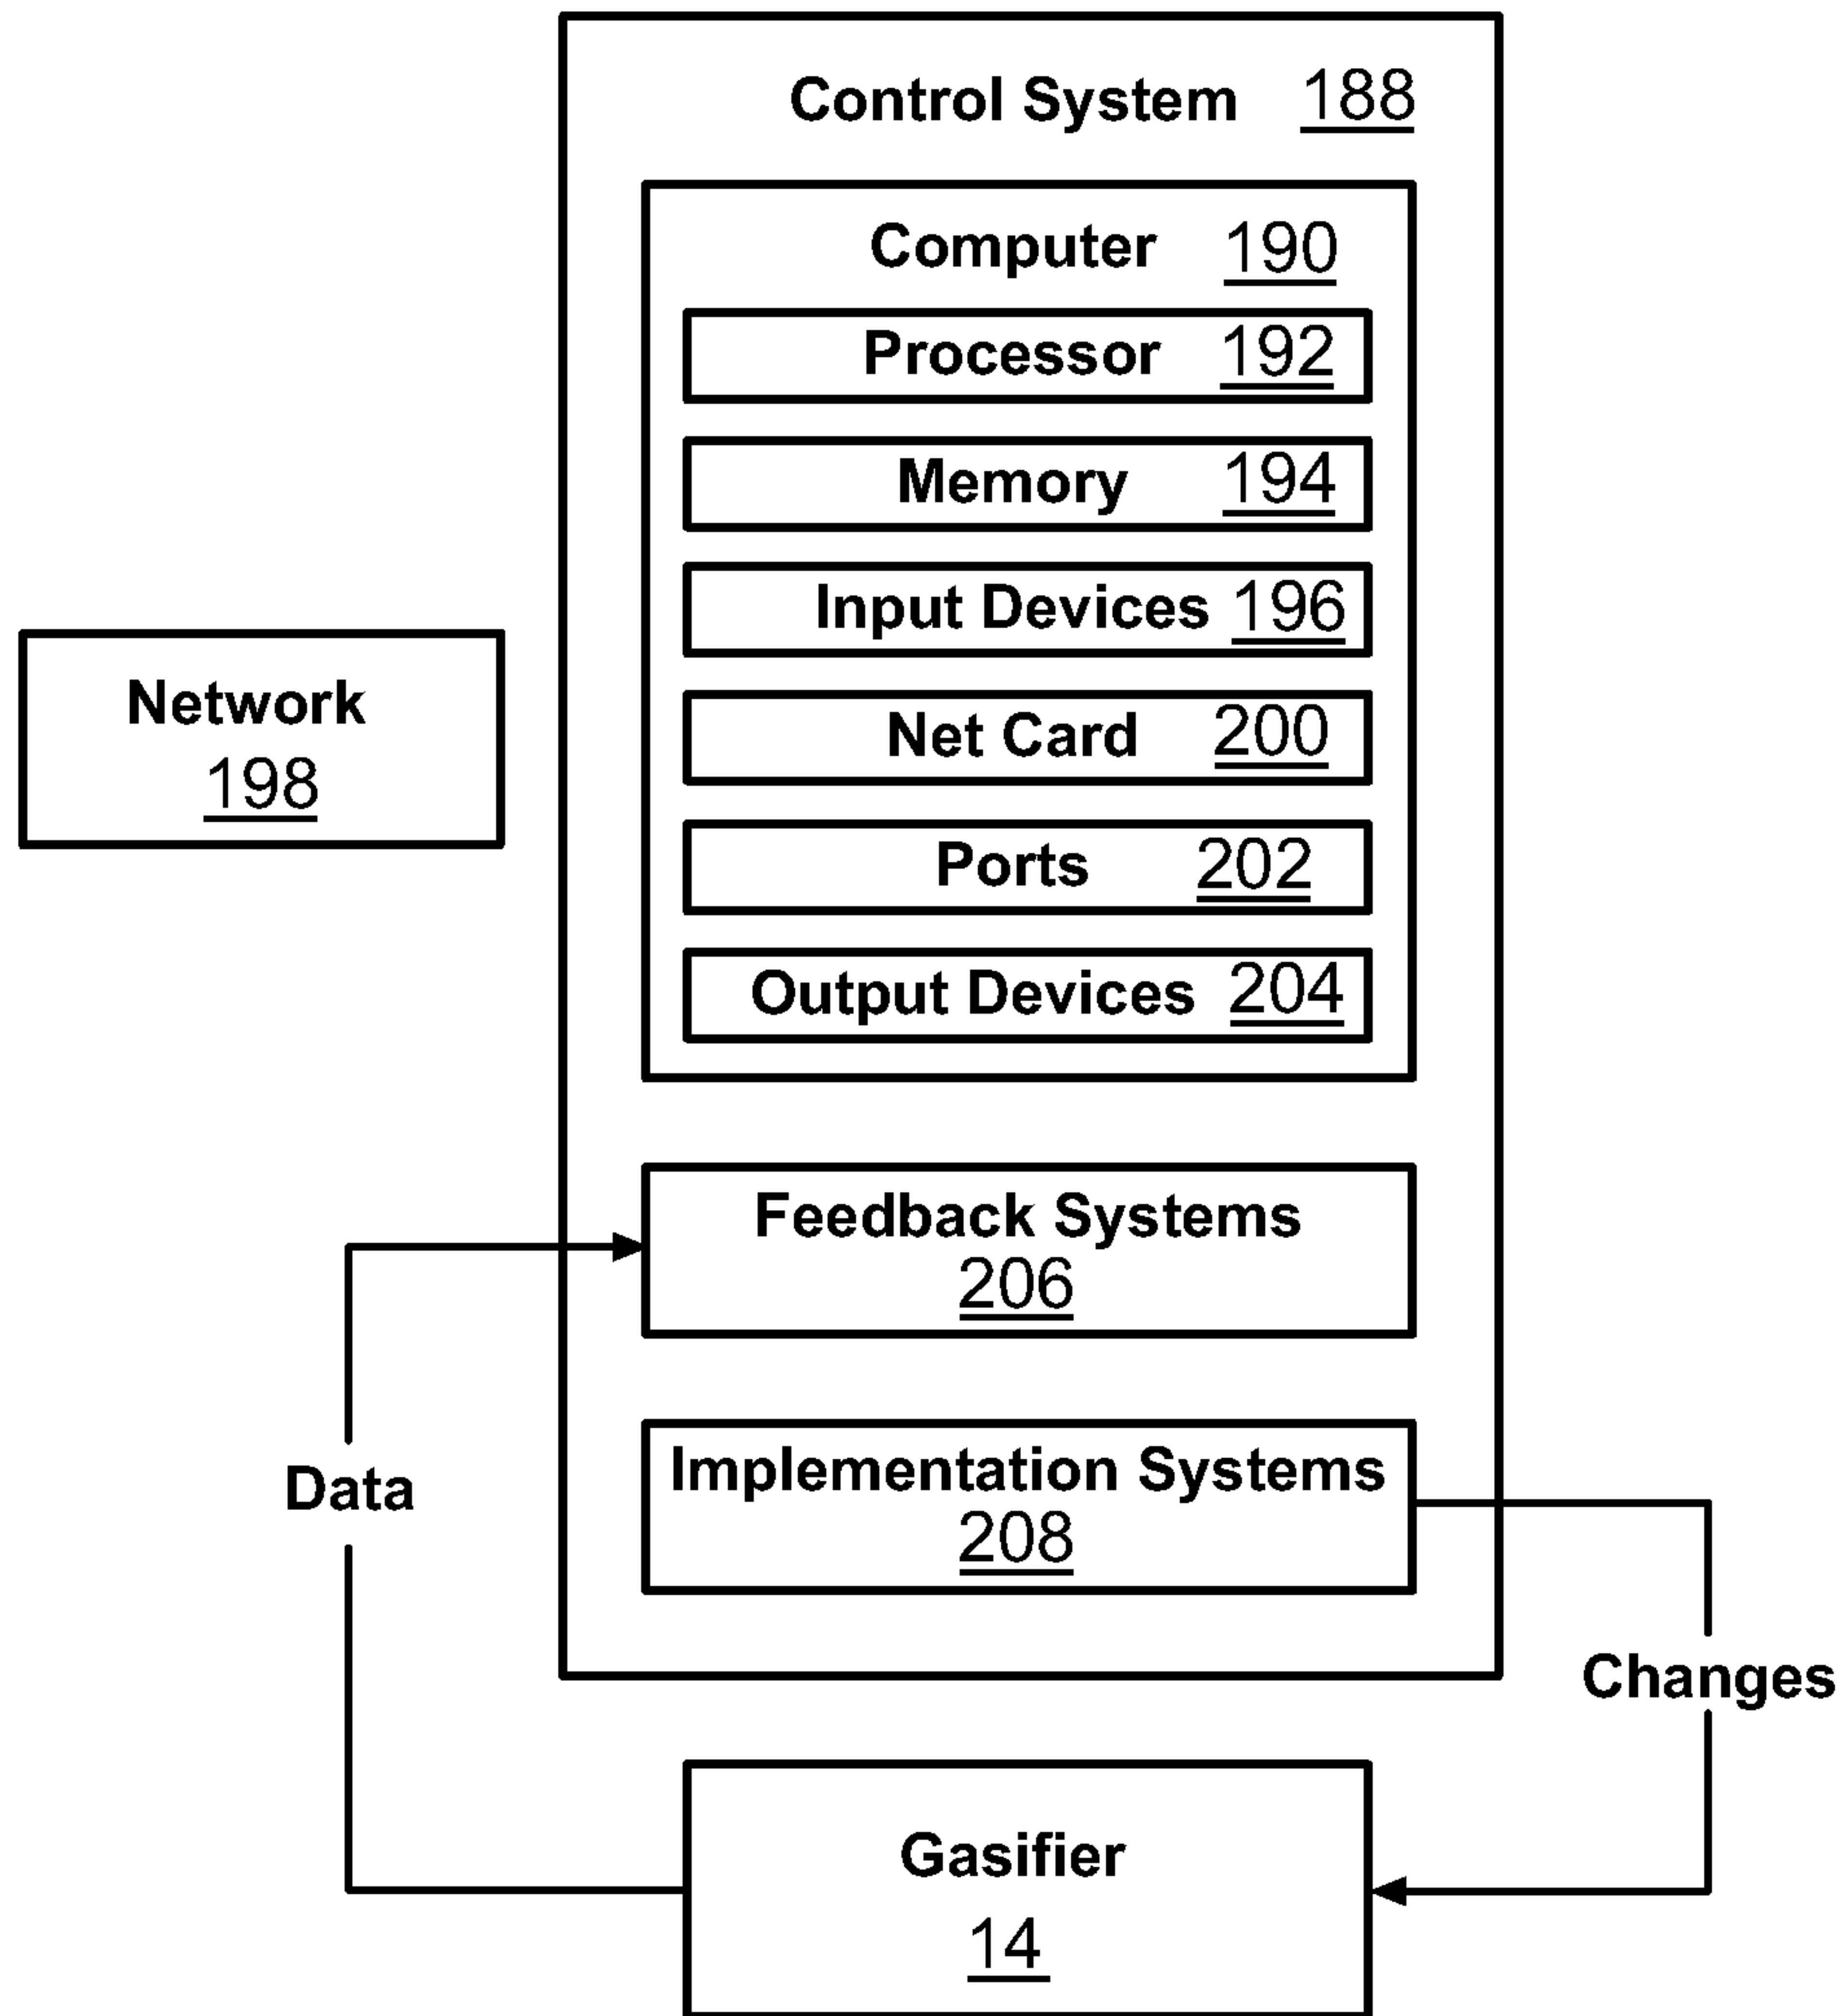 Control System 188
Computer 190
Processor 192
Memory 194
Input Devices 196
Network
198
Net Card 200
Ports 202
Output Devices 204
Feedback Systems
206
Data
Implementation Systems
208
Changes
Gasifier
14